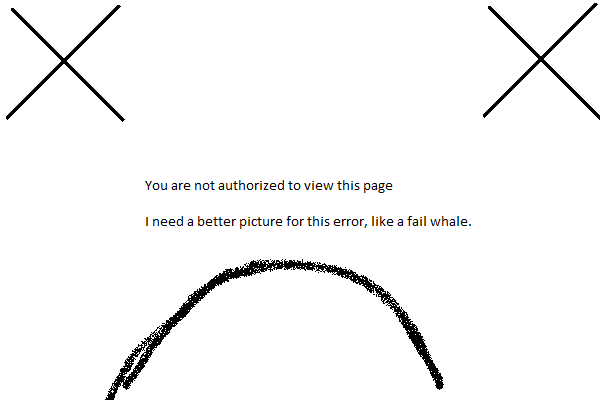 You are not authorized to view this page
I need a better picture for this error, like a fail whale.